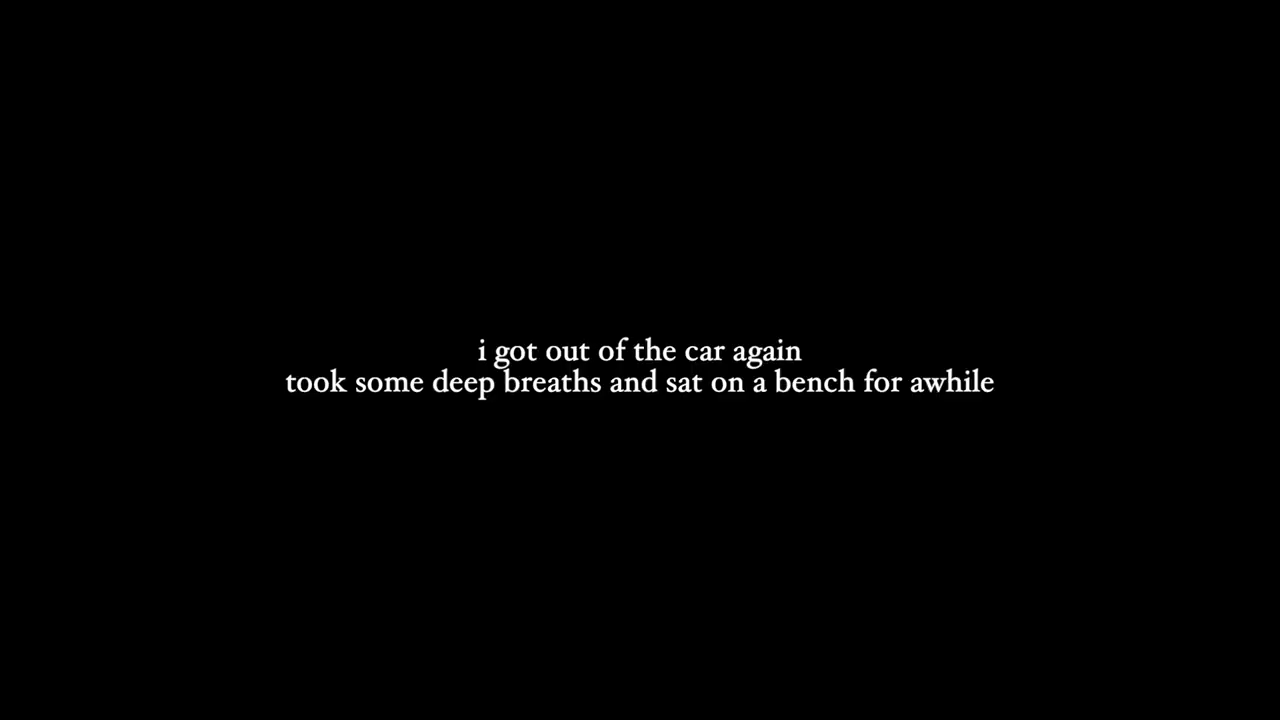 i got out of the car again
took some deep breaths and sat on a bench for awhile